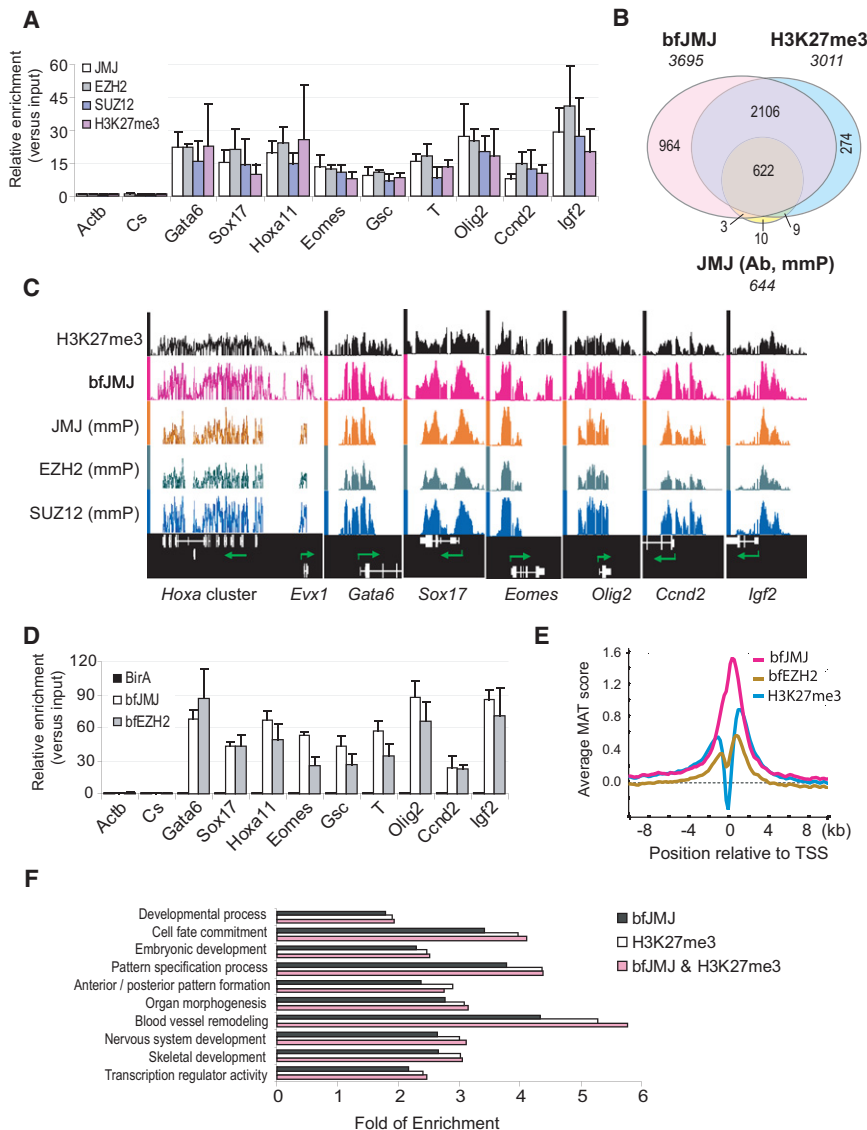 A
Relative enrichment
(versus input)
60
45
30
15
0
JMJ
EZH2
SUZ12
H3K27me3
Actb
Cs
Gata6
Sox17
Hoxa11
Eomes
Gsc
T
Olig2
Ccnd2
Igf2
B
bfJMJ
3695
H3K27me3
3011
2106
964
274
622
3
10
9
JMJ (Ab, mmP)
644
C
H3K27me3
bfJMJ
JMJ (mmP)
EZH2 (mmP)
SUZ12 (mmP)
Hoxa cluster
Evx1
Gata6
Sox17
Eomes
Olig2
Ccnd2
Igf2
D
Relative enrichment
(versus input)
120
90
60
30
0
BirA
bfJMJ
bfEZH2
Actb
Cs
Gata6
Sox17
Hoxa11
Eomes
Gsc
T
Olig2
Ccnd2
Igf2
E
Average MAT score
1.6
1.2
0.8
0.4
0.0
bfJMJ
bfEZH2
H3K27me3
-8 -4 0 4 8 (kb)
Position relative to TSS
F
Developmental process
Cell fate commitment
Embryonic development
Pattern specification process
Anterior / posterior pattern formation
Organ morphogenesis
Blood vessel remodeling
Nervous system development
Skeletal development
Transcription regulator activity
bfJMJ
H3K27me3
bfJMJ & H3K27me3
0 1 2 3 4 5 6
Fold of Enrichment